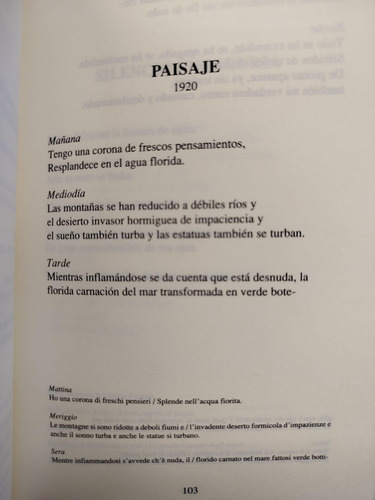 PAISAJE
1920
Mañana
Tengo una corona de frescos pensamientos,
Resplandece en el agua florida.
Mediodía
Las montañas se han reducido a débiles ríos y
el desierto invasor hormiguea de impaciencia y
el sueño también turba y las estatuas también se turban.
Tarde
Mientras inflamándose se da cuenta que está desnuda, la
florida carnación del mar transformada en verde bote-
Mattina
Ho una corona di freschi pensieri / Splende nell'acqua fiorita.
Meriggio
Le montagne si sono ridotte a deboli fiumi e / l'invadente deserto formicola d'impazienze e
anche il sonno turba e anche le statue si turbano.
Sera
Mentre infiammandosi s'avvede ch'è nuda, il / florido carnato nel mare fattosi verde botti-
103